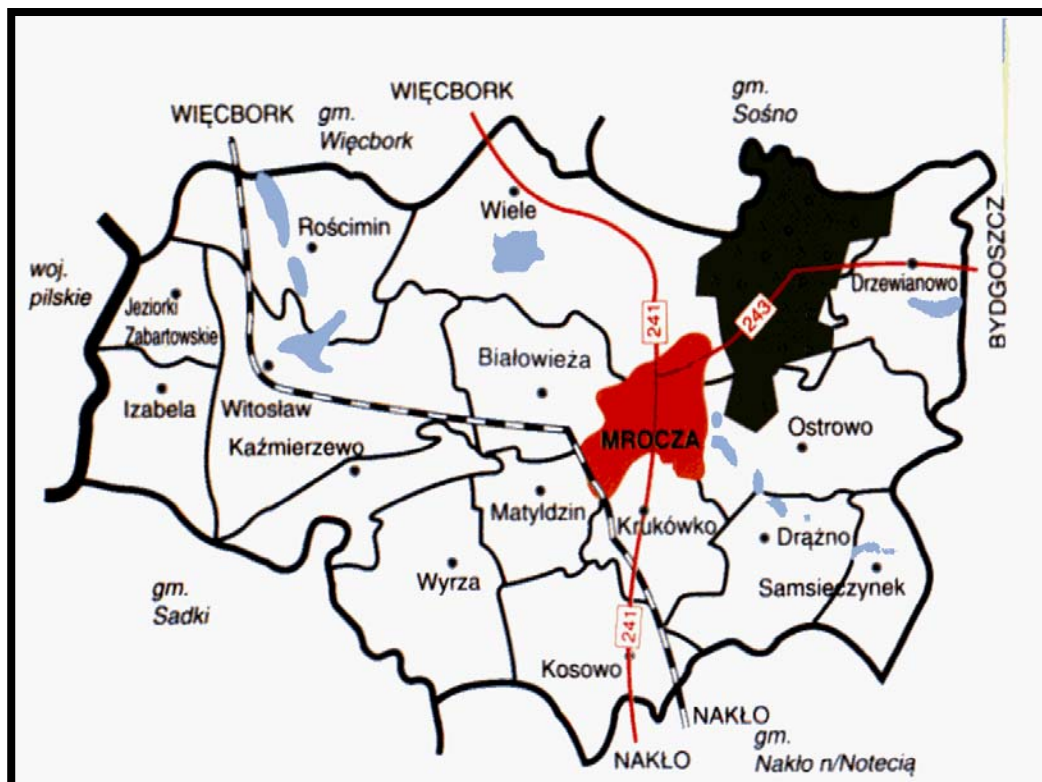 WIĘCBORK
gm.
Sośno
WIĘCBORK
gm.
Więcbork
Wiele
Rościmin
BYDGOSZCZ
woj.
pilskie
Drzewianowo
Jeziorki
Zabartowskie
241
243
Białowieża
Izabela
Witosław
Ostrowo
MROCZA
Kaźmierzewo
Matyldzin
Krukówko
Drążno
Wyrza
Samsieczynek
gm.
Sadki
241
Kosowo
NAKŁO
NAKŁO
gm.
Nakło n/Notecią